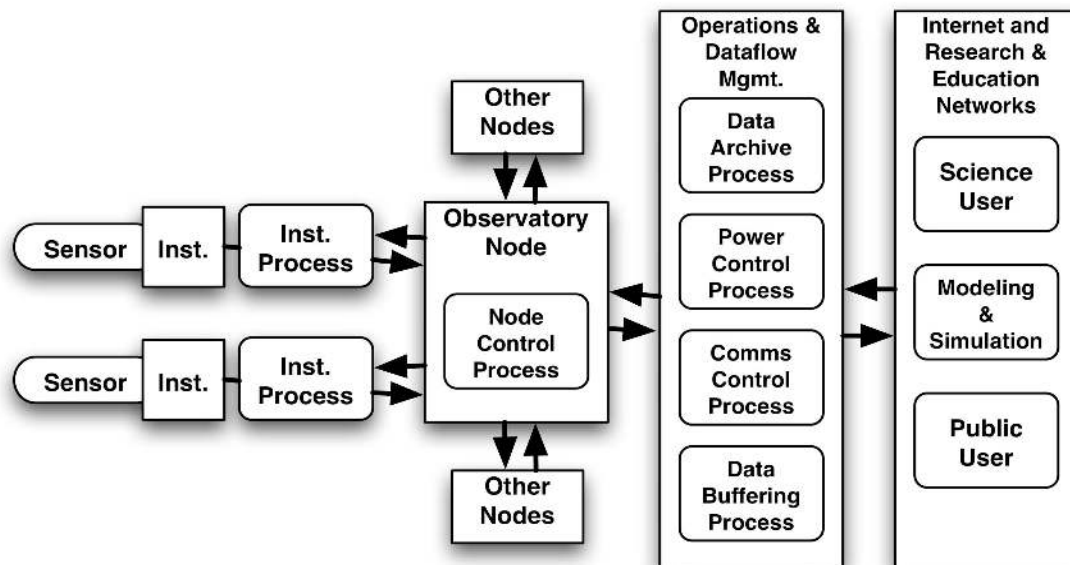 Other
Nodes
Sensor
Inst.
Inst.
Process
Sensor
Inst.
Inst.
Process
Observatory
Node
Node
Control
Process
Other
Nodes
Operations &
Dataflow
Mgmt.
Data
Archive
Process
Power
Control
Process
Comms
Control
Process
Data
Buffering
Process
Internet and
Research &
Education
Networks
Science
User
Modeling
&
Simulation
Public
User